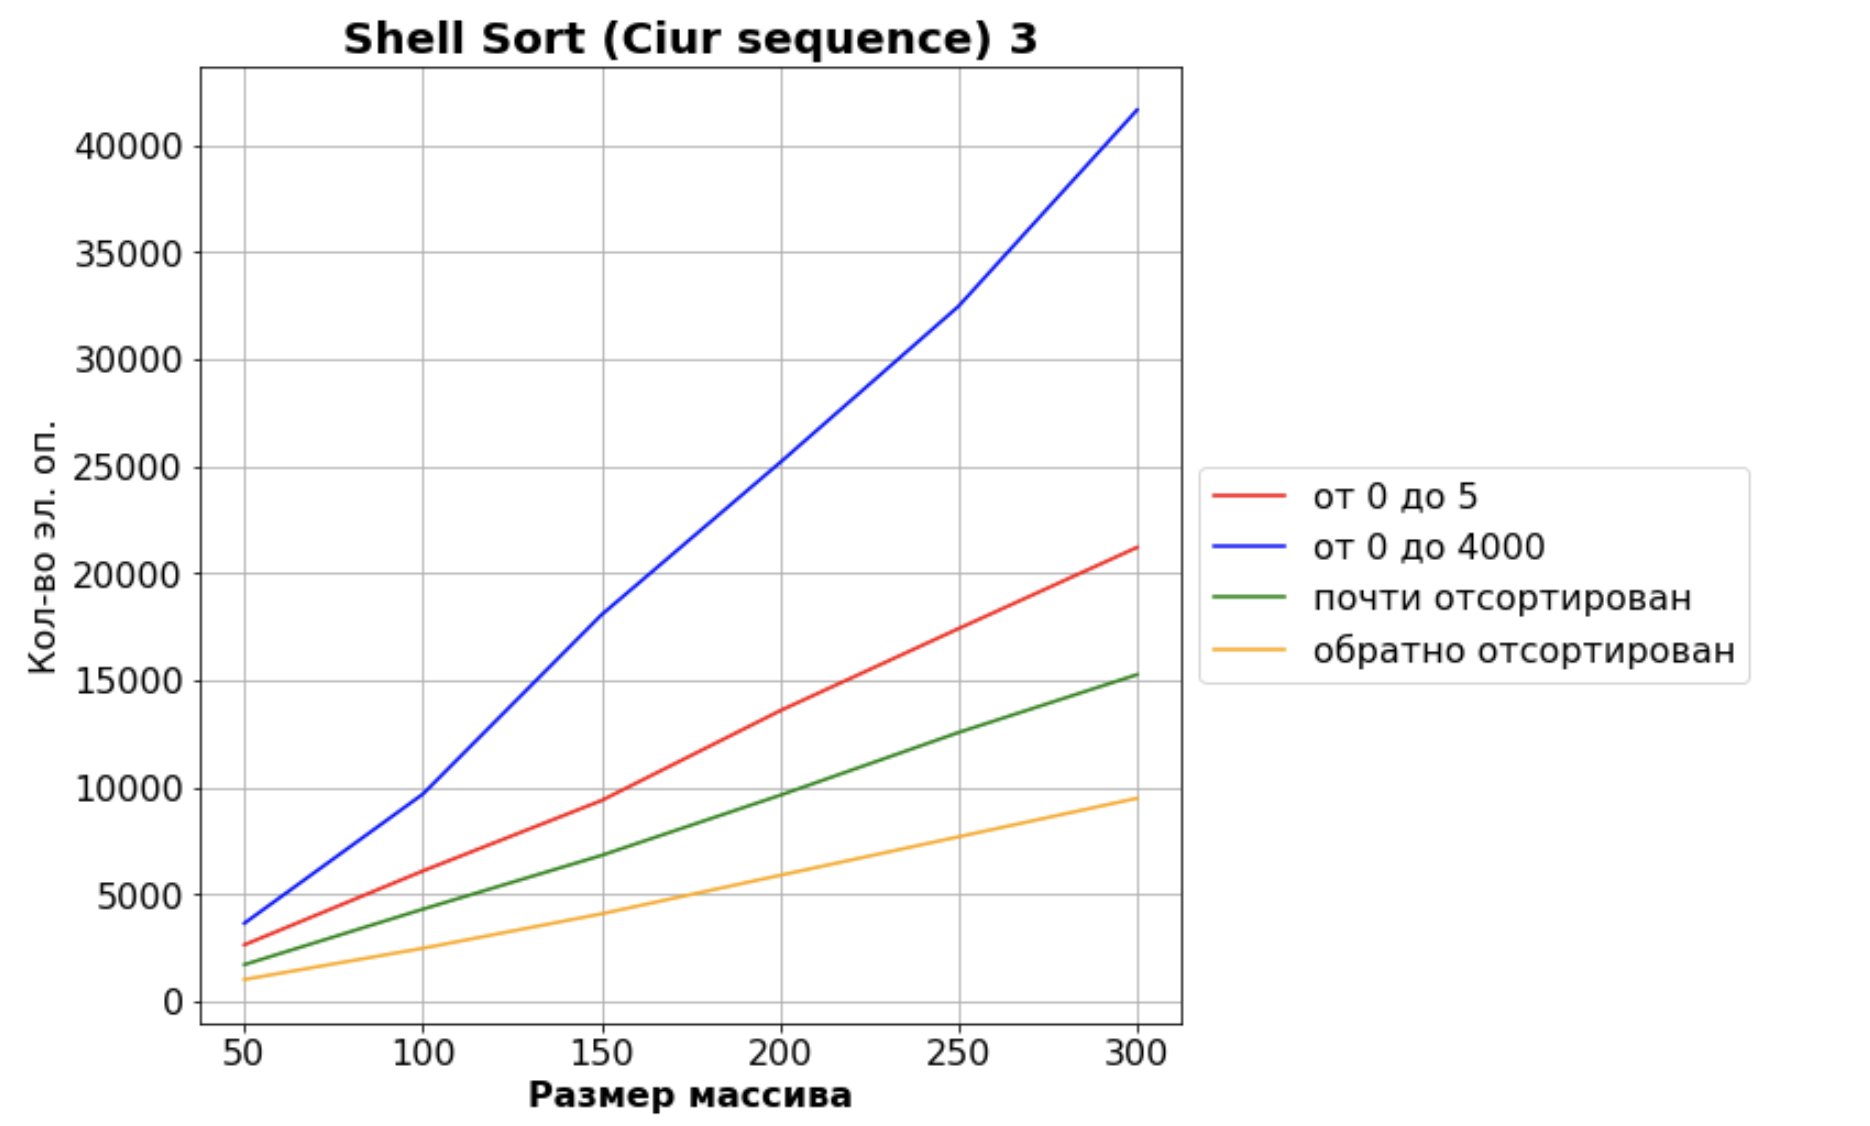 Shell Sort (Ciur sequence) 3
Кол-во эл. оп.
40000
35000
30000
25000
20000
15000
10000
5000
0
50 100 150 200 250 300
Размер массива
от 0 до 5
от 0 до 4000
почти отсортирован
обратно отсортирован